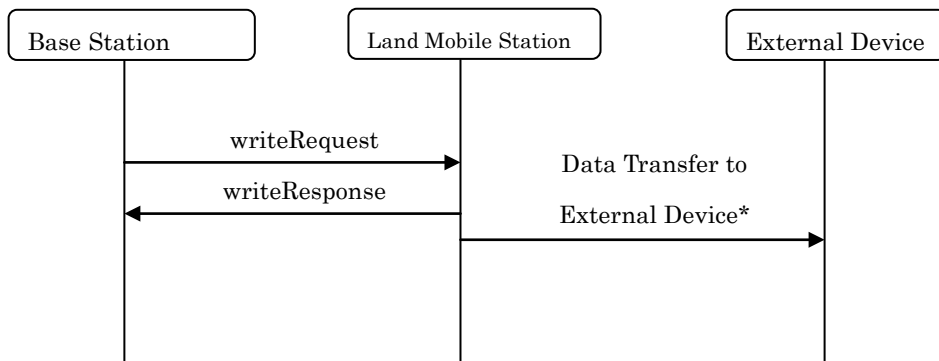 Base Station
Land Mobile Station
External Device
writeRequest
Data Transfer to
writeResponse
External Device*